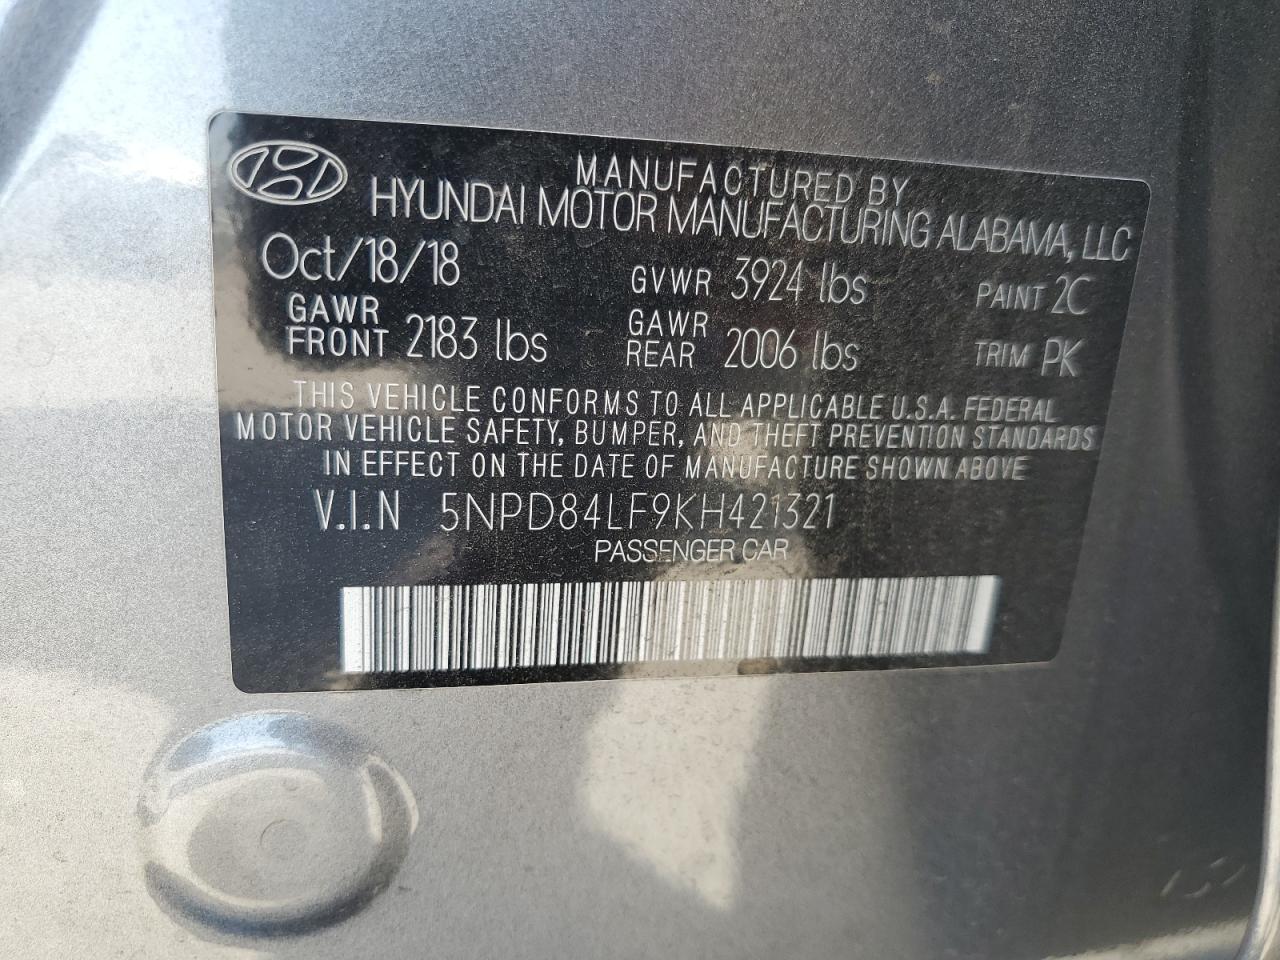 MANUFACTURED BY
HYUNDAI MOTOR MANUFACTURING ALABAMA, LLC
Oct/18/18 GVWR 3924 lbs PAINT 2C
GAWR FRONT 2183 lbs GAWR REAR 2006 lbs TRIM PK
THIS VEHICLE CONFORMS TO ALL APPLICABLE U.S.A. FEDERAL
MOTOR VEHICLE SAFETY, BUMPER, AND THEFT PREVENTION STANDARDS
IN EFFECT ON THE DATE OF MANUFACTURE SHOWN ABOVE
V.I.N 5NPD84LF9KH421321
PASSENGER CAR